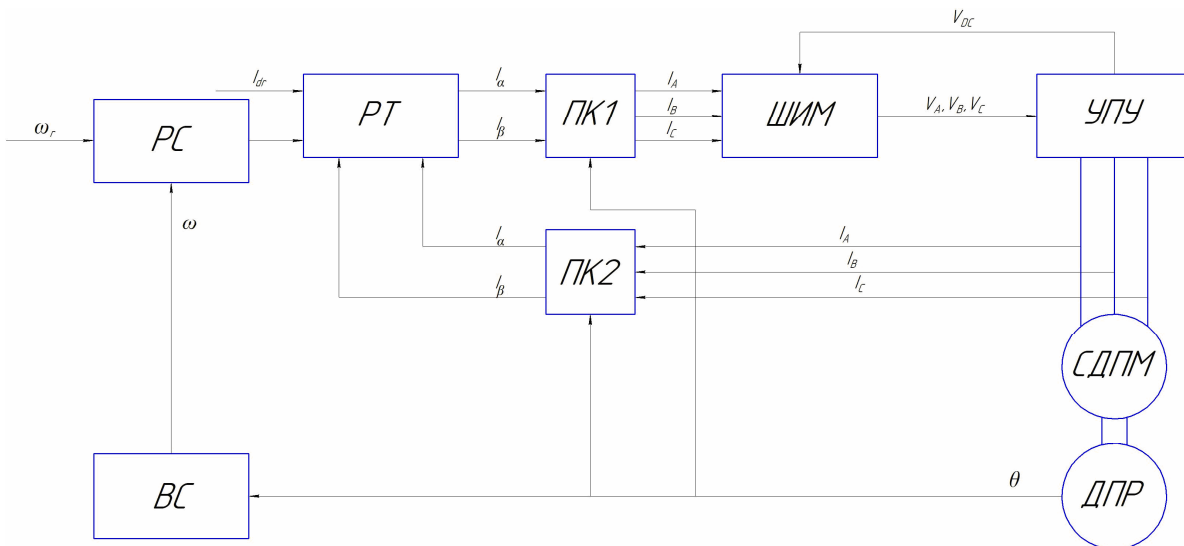 V_DC
I_dr
I_α
I_A
ω_r
РС
РТ
ПК1
I_B
ШИМ
V_A, V_B, V_C
УПУ
I_β
I_C
ω
I_α
I_A
ПК2
I_B
I_β
I_C
СДПМ
ВС
θ
ДПР